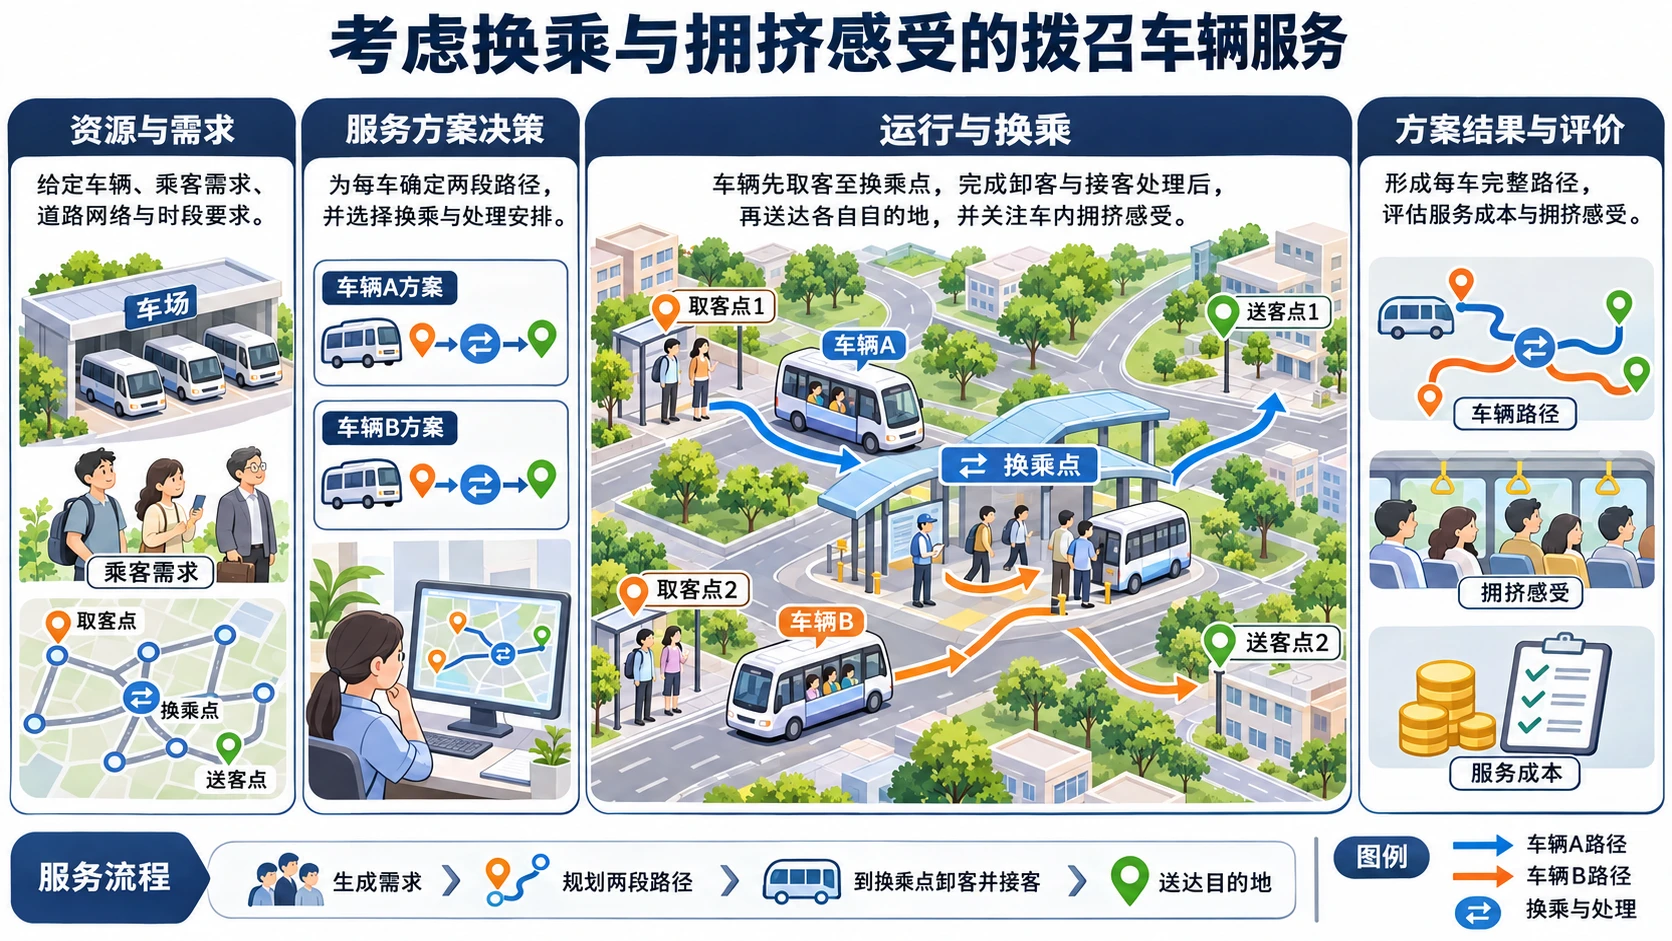 考虑换乘与拥挤感受的拨召车辆服务
资源与需求
给定车辆、乘客需求、
道路网络与时段要求。
车场
乘客需求
取客点
换乘点
送客点
服务方案决策
为每车确定两段路径，
并选择换乘与处理安排。
车辆A方案
车辆B方案
运行与换乘
车辆先取客至换乘点，完成卸客与接客处理后，
再送达各自目的地，并关注车内拥挤感受。
取客点1
车辆A
送客点1
换乘点
取客点2
车辆B
送客点2
方案结果与评价
形成每车完整路径，
评估服务成本与拥挤感受。
车辆路径
拥挤感受
服务成本
服务流程
生成需求
规划两段路径
到换乘点卸客并接客
送达目的地
图例
车辆A路径
车辆B路径
换乘与处理